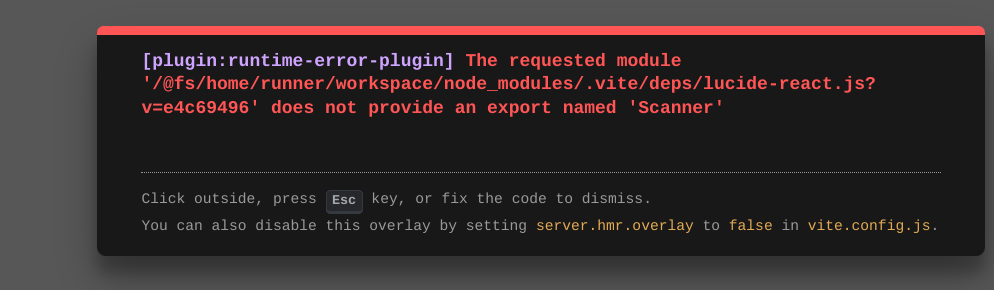 [plugin:runtime-error-plugin] The requested module
'/@fs/home/runner/workspace/node_modules/.vite/deps/lucide-react.js?
v=e4c69496' does not provide an export named 'Scanner'
Click outside, press Esc key, or fix the code to dismiss.
You can also disable this overlay by setting server.hmr.overlay to false in vite.config.js.